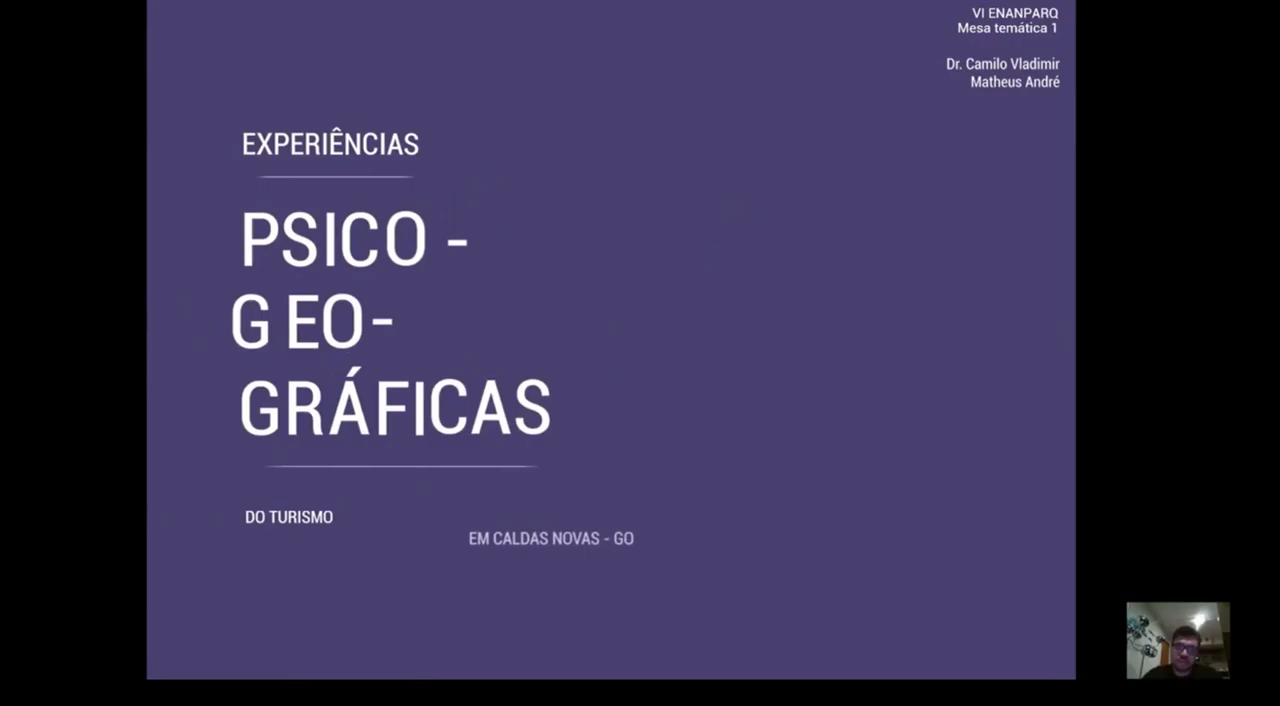 VI ENANPARQ
Mesa temática 1
Dr. Camilo Vladimir
Matheus André
EXPERIÊNCIAS
PSICO -
GEO-
GRÁFICAS
DO TURISMO
EM CALDAS NOVAS - GO